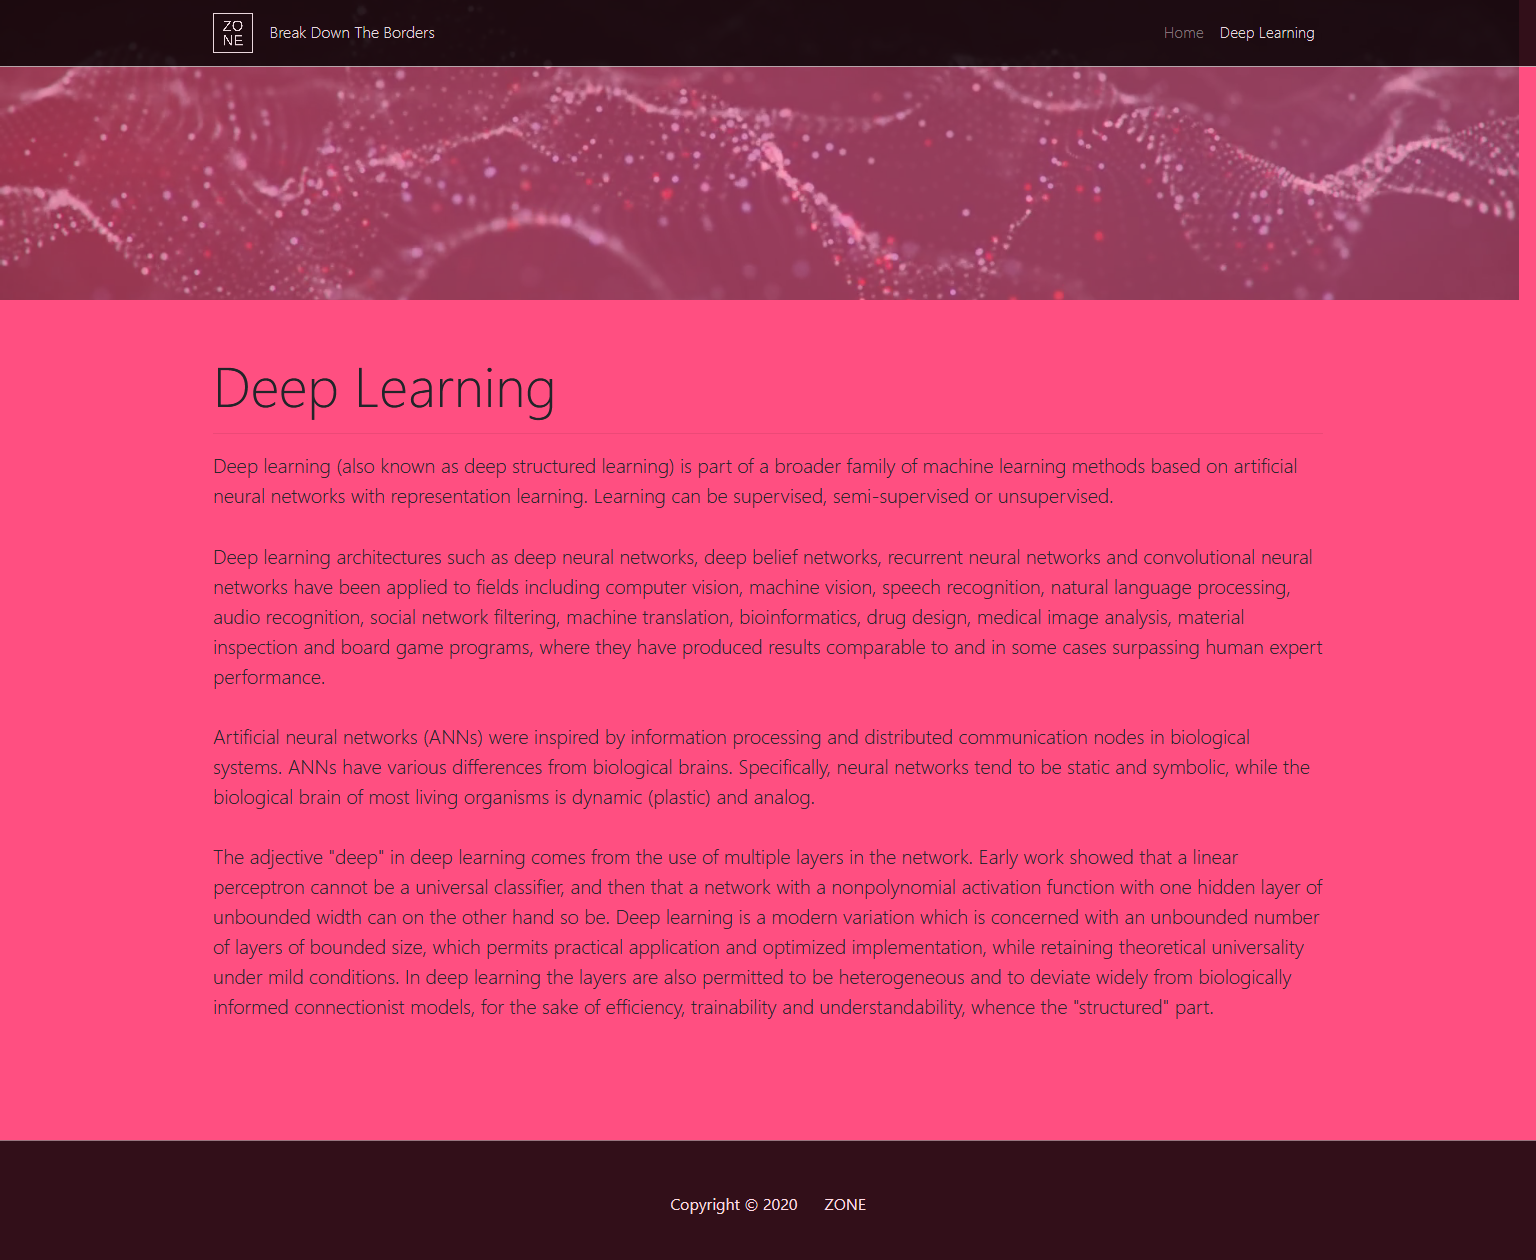 ZO
NE
Break Down The Borders
Home
Deep Learning
Deep Learning
Deep learning (also known as deep structured learning) is part of a broader family of machine learning methods based on artificial
neural networks with representation learning. Learning can be supervised, semi-supervised or unsupervised.
Deep learning architectures such as deep neural networks, deep belief networks, recurrent neural networks and convolutional neural
networks have been applied to fields including computer vision, machine vision, speech recognition, natural language processing,
audio recognition, social network filtering, machine translation, bioinformatics, drug design, medical image analysis, material
inspection and board game programs, where they have produced results comparable to and in some cases surpassing human expert
performance.
Artificial neural networks (ANNs) were inspired by information processing and distributed communication nodes in biological
systems. ANNs have various differences from biological brains. Specifically, neural networks tend to be static and symbolic, while the
biological brain of most living organisms is dynamic (plastic) and analog.
The adjective "deep" in deep learning comes from the use of multiple layers in the network. Early work showed that a linear
perceptron cannot be a universal classifier, and then that a network with a nonpolynomial activation function with one hidden layer of
unbounded width can on the other hand so be. Deep learning is a modern variation which is concerned with an unbounded number
of layers of bounded size, which permits practical application and optimized implementation, while retaining theoretical universality
under mild conditions. In deep learning the layers are also permitted to be heterogeneous and to deviate widely from biologically
informed connectionist models, for the sake of efficiency, trainability and understandability, whence the "structured" part.
Copyright © 2020 ZONE